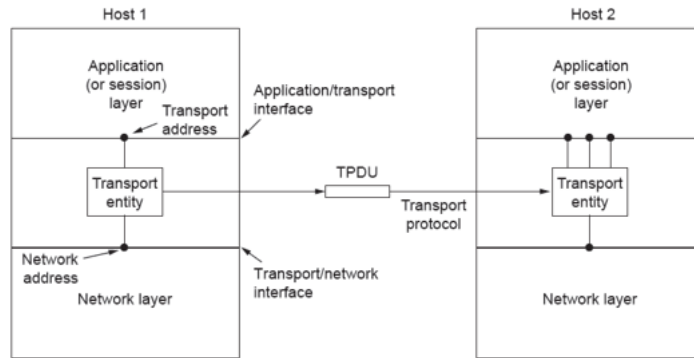 Host 1
Host 2
Application
(or session)
layer
Transport
address
Application/transport
interface
Application
(or session)
layer
Transport
entity
TPDU
Transport
protocol
Transport
entity
Network
address
Transport/network
interface
Network layer
Network layer